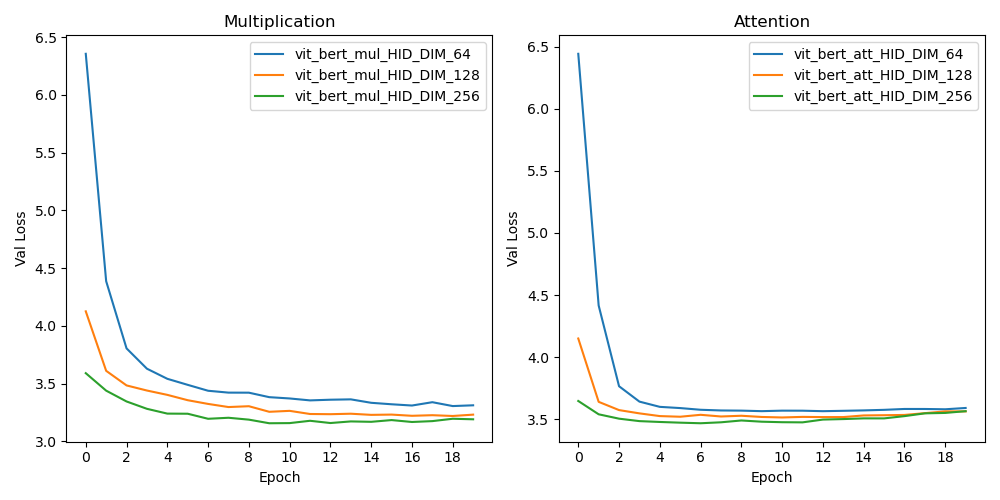 Multiplication
vit_bert_mul_HID_DIM_64
vit_bert_mul_HID_DIM_128
vit_bert_mul_HID_DIM_256
6.5
6.0
5.5
5.0
4.5
4.0
3.5
3.0
Val Loss
0 2 4 6 8 10 12 14 16 18
Epoch
Attention
vit_bert_att_HID_DIM_64
vit_bert_att_HID_DIM_128
vit_bert_att_HID_DIM_256
6.5
6.0
5.5
5.0
4.5
4.0
3.5
Val Loss
0 2 4 6 8 10 12 14 16 18
Epoch